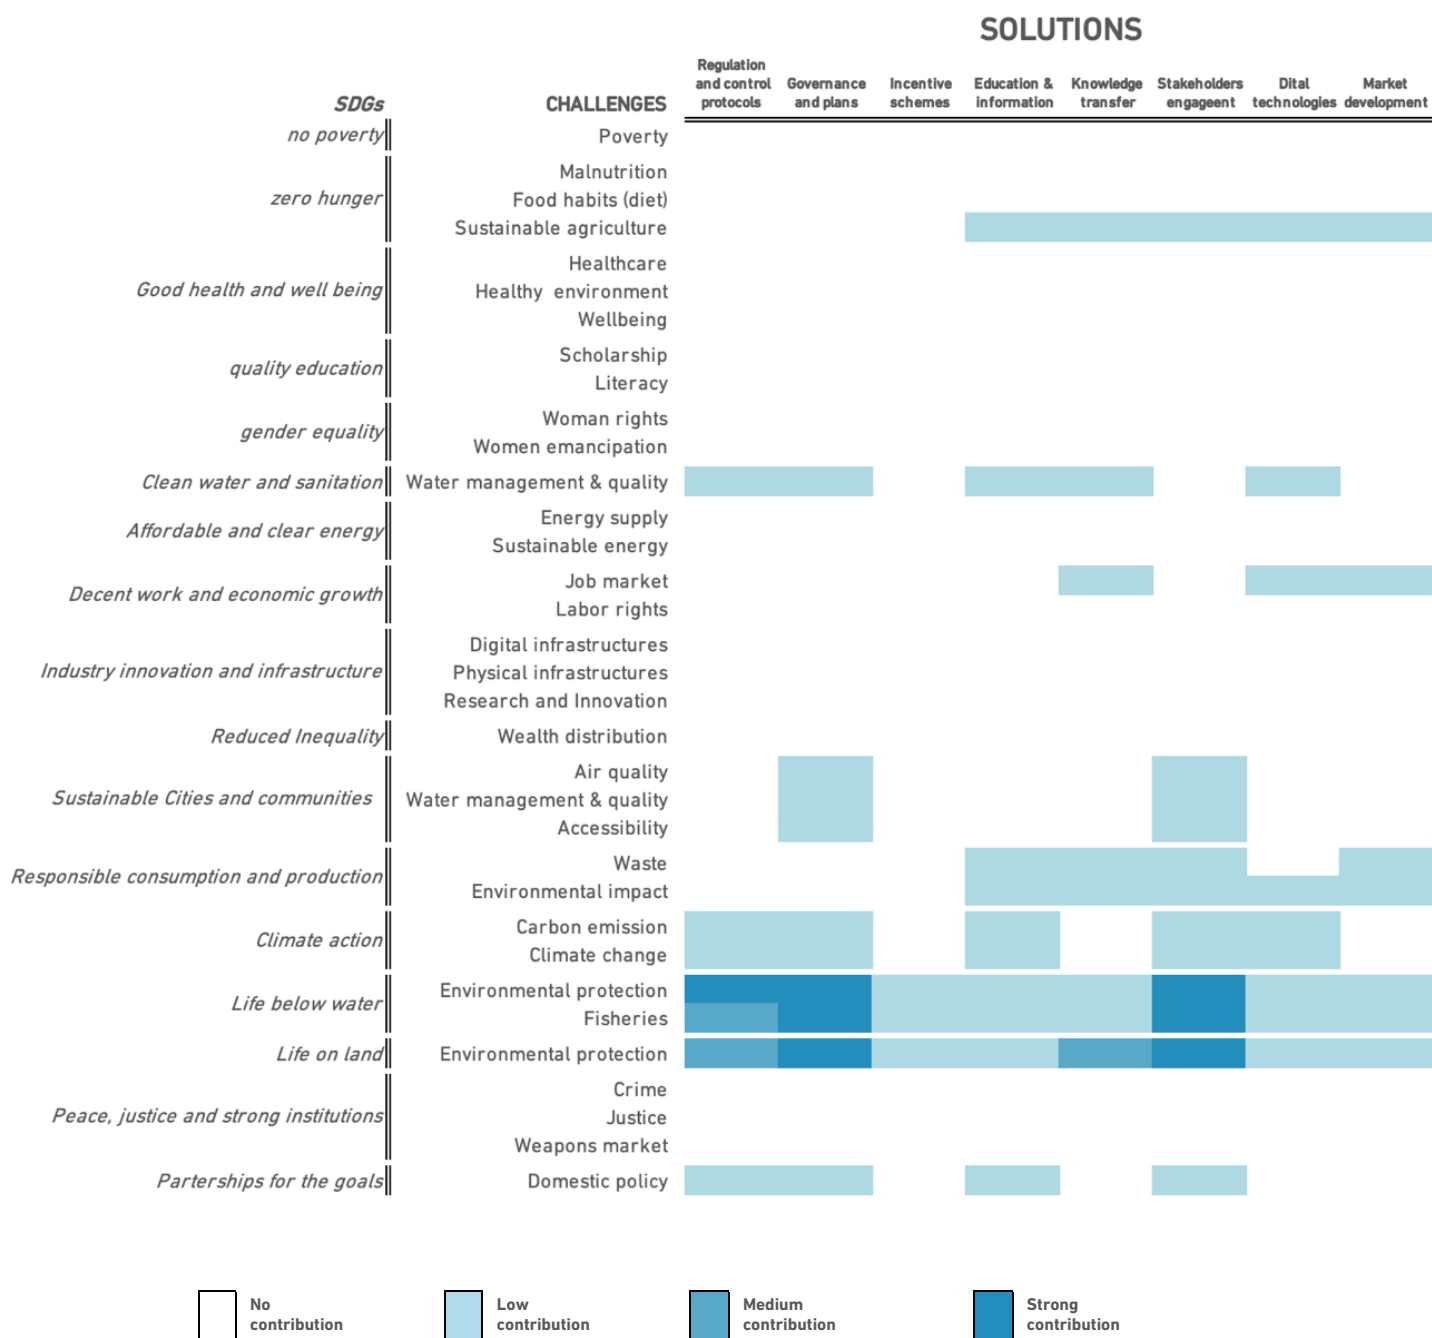 SOLUTIONS
SDGs
CHALLENGES
Regulation
and control
protocols
Governance
and plans
Incentive
schemes
Education &
information
Knowledge
transfer
Stakeholders
engageent
Dital
technologies
Market
development
no poverty
Poverty
zero hunger
Malnutrition
Food habits (diet)
Sustainable agriculture
Good health and well being
Healthcare
Healthy environment
Wellbeing
quality education
Scholarship
Literacy
gender equality
Woman rights
Women emancipation
Clean water and sanitation
Water management & quality
Affordable and clear energy
Energy supply
Sustainable energy
Decent work and economic growth
Job market
Labor rights
Industry innovation and infrastructure
Digital infrastructures
Physical infrastructures
Research and Innovation
Reduced Inequality
Wealth distribution
Sustainable Cities and communities
Air quality
Water management & quality
Accessibility
Responsible consumption and production
Waste
Environmental impact
Climate action
Carbon emission
Climate change
Life below water
Environmental protection
Fisheries
Life on land
Environmental protection
Peace, justice and strong institutions
Crime
Justice
Weapons market
Parterships for the goals
Domestic policy
No
contribution
Low
contribution
Medium
contribution
Strong
contribution